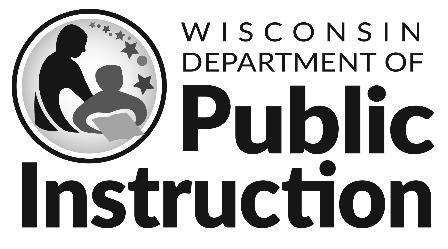 WISCONSIN
DEPARTMENT OF
Public
Instruction